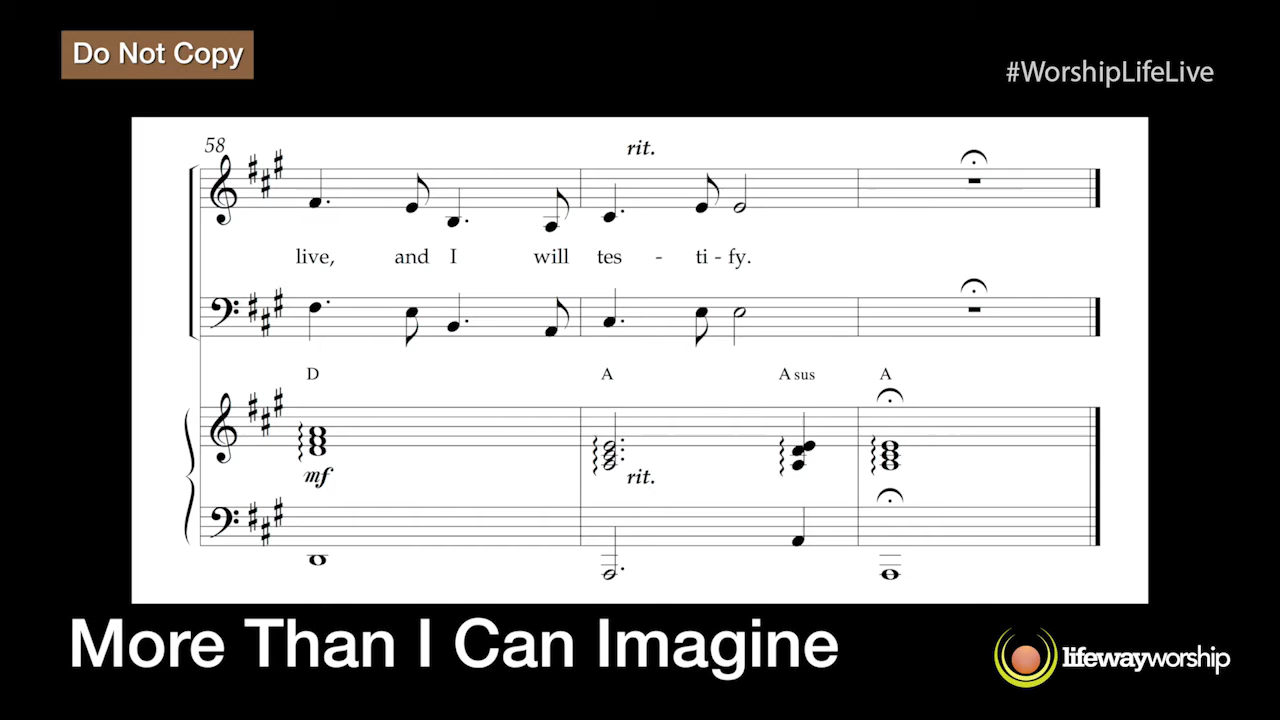 Do Not Copy
#WorshipLifeLive
58
rit.
live, and I will tes - ti - fy.
D A A sus A
mf
rit.
More Than I Can Imagine
lifewayworship